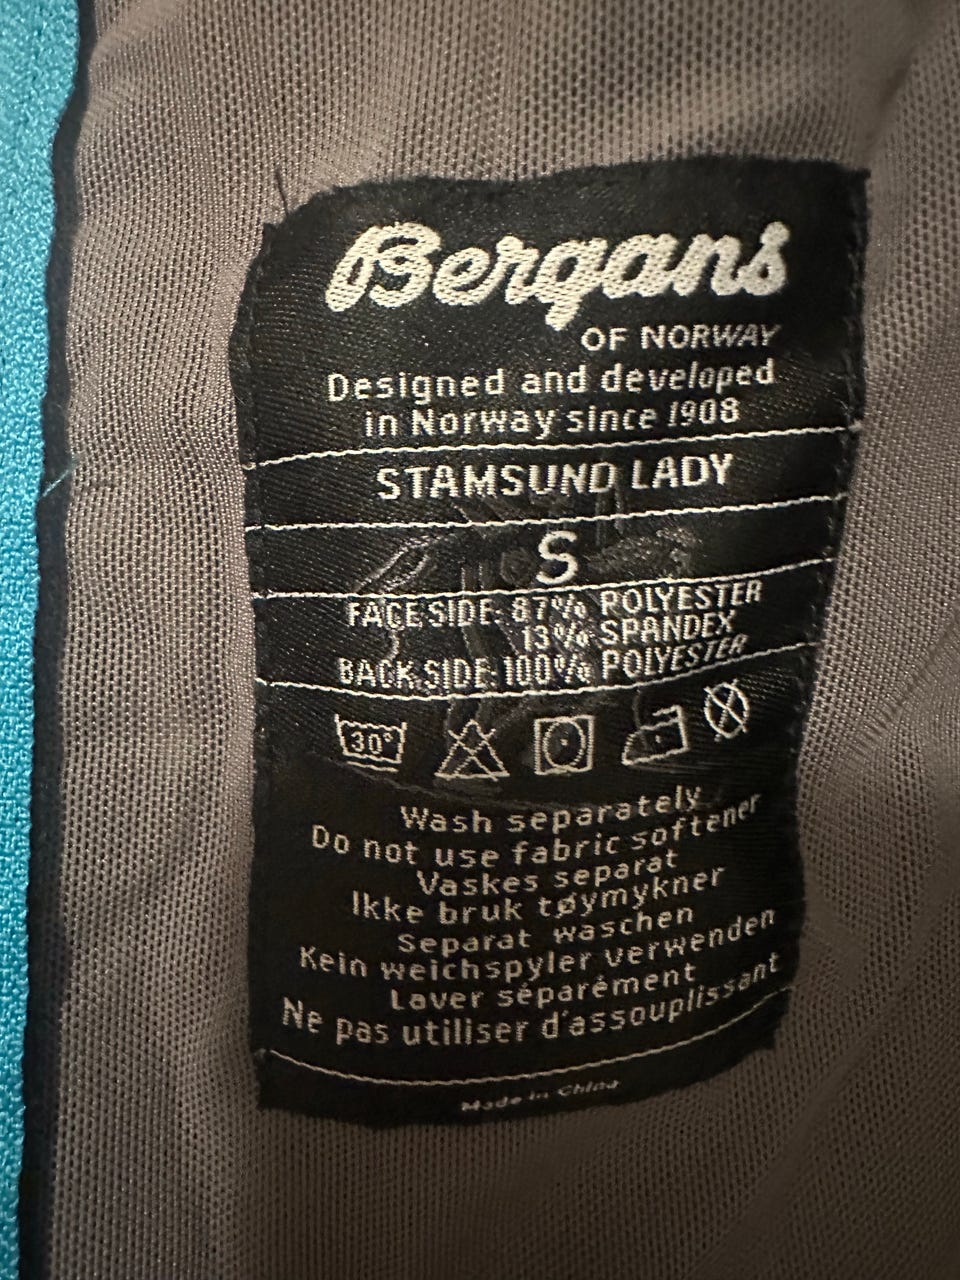 Bergans
OF NORWAY
Designed and developed
in Norway since 1908
STAMSUND LADY
S
FACE SIDE: 87% POLYESTER
13% SPANDEX
BACK SIDE: 100% POLYESTER
30°
Wash separately
Do not use fabric softener
Vaskes separat
Ikke bruk tøymykner
Separat waschen
Kein weichspyler verwenden
Laver séparément
Ne pas utiliser d'assouplissant
Made in China